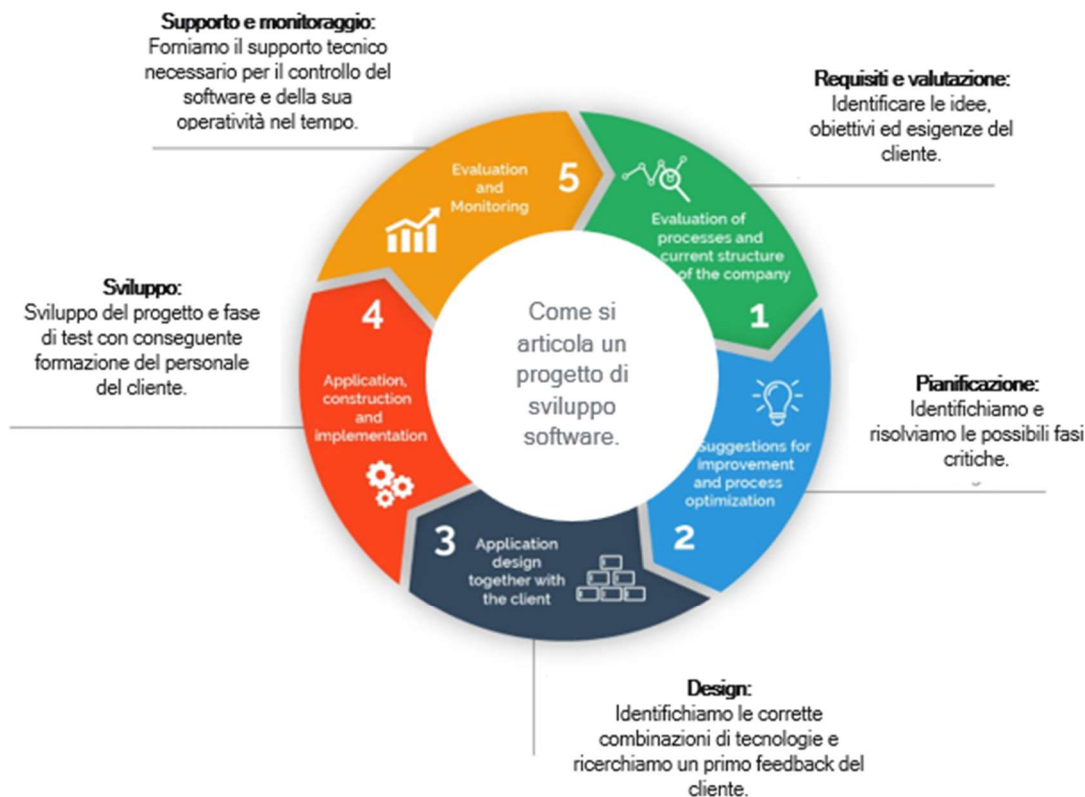 Supporto e monitoraggio:
Forniamo il supporto tecnico
necessario per il controllo del
software e della sua
operatività nel tempo.
Requisiti e valutazione:
Identificare le idee,
obiettivi ed esigenze del
cliente.
Evaluation
and
Monitoring
5
Evaluation of
processes and
current structure
of the company
1
Sviluppo:
Sviluppo del progetto e fase
di test con conseguente
formazione del personale
del cliente.
4
Application,
construction
and
implementation
Come si
articola un
progetto di
sviluppo
software.
Pianificazione:
Identifichiamo e
risolviamo le possibili fasi
critiche.
Suggestions for
improvement
and process
optimization
2
3
Application
design
together with
the client
Design:
Identifichiamo le corrette
combinazioni di tecnologie e
ricerchiamo un primo feedback del
cliente.